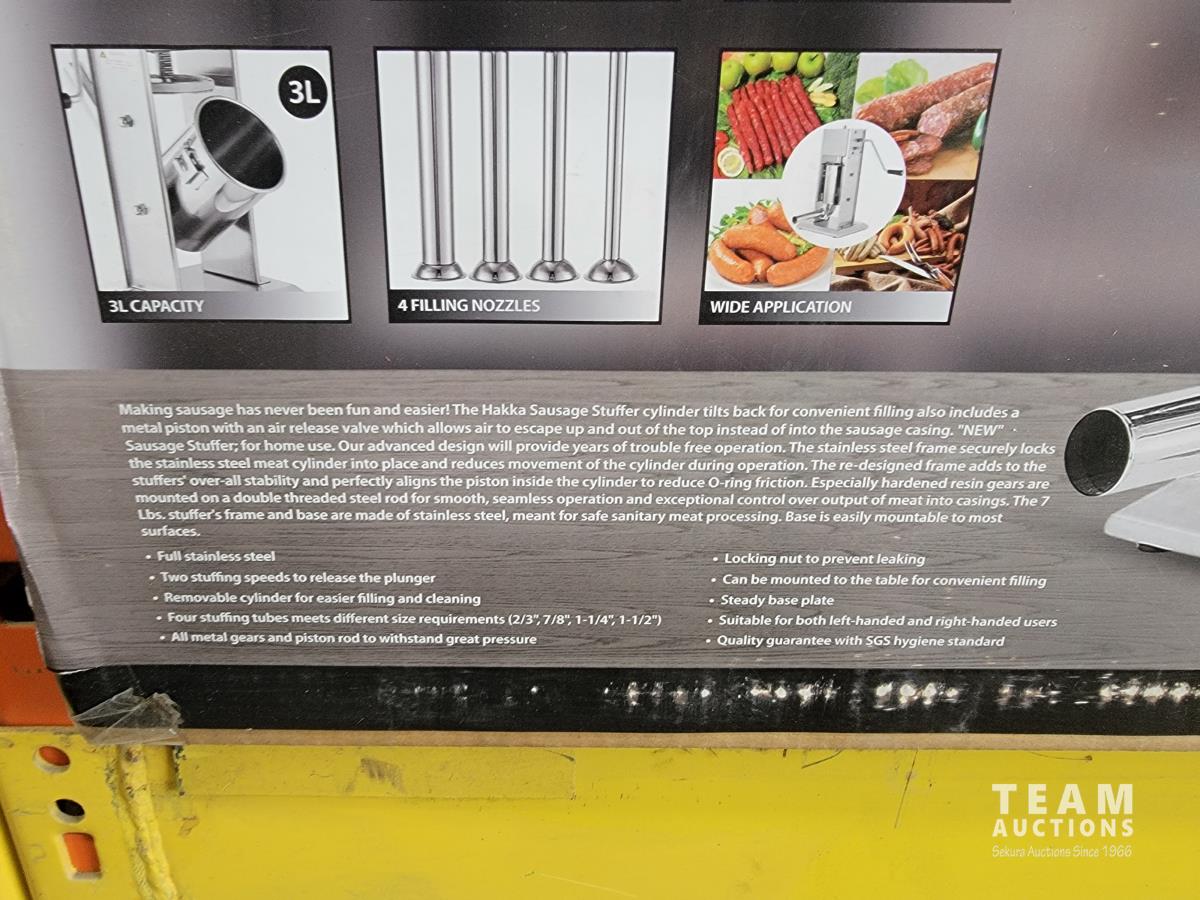 3L
3L CAPACITY
4 FILLING NOZZLES
WIDE APPLICATION
Making sausage has never been fun and easier! The Hakka Sausage Stuffer cylinder tilts back for convenient filling also includes a
metal piston with an air release valve which allows air to escape up and out of the top instead of into the sausage casing. "NEW"
Sausage Stuffer; for home use. Our advanced design will provide years of trouble free operation. The stainless steel frame securely locks
the stainless steel meat cylinder into place and reduces movement of the cylinder during operation. The re-designed frame adds to the
stuffers' over-all stability and perfectly aligns the piston inside the cylinder to reduce O-ring friction. Especially hardened resin gears are
mounted on a double threaded steel rod for smooth, seamless operation and exceptional control over output of meat into casings. The 7
Lbs. stuffer's frame and base are made of stainless steel, meant for safe sanitary meat processing. Base is easily mountable to most
surfaces.
• Full stainless steel
• Two stuffing speeds to release the plunger
• Removable cylinder for easier filling and cleaning
• Four stuffing tubes meets different size requirements (2/3", 7/8", 1-1/4", 1-1/2")
• All metal gears and piston rod to withstand great pressure
• Locking nut to prevent leaking
• Can be mounted to the table for convenient filling
• Steady base plate
• Suitable for both left-handed and right-handed users
• Quality guarantee with SGS hygiene standard
TEAM
AUCTIONS
Sekura Auctions Since 1966